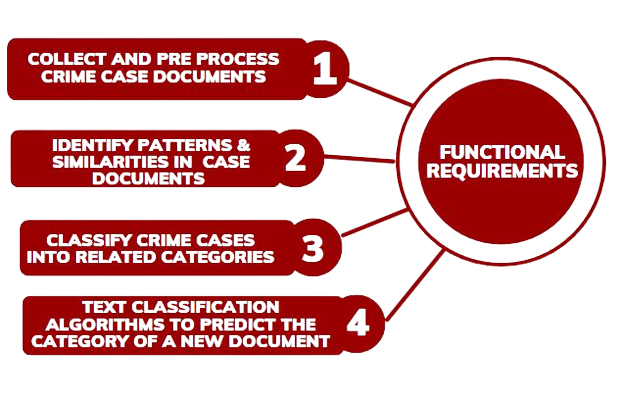 COLLECT AND PRE PROCESS
CRIME CASE DOCUMENTS
1
IDENTIFY PATTERNS &
SIMILARITIES IN CASE
DOCUMENTS
2
CLASSIFY CRIME CASES
INTO RELATED CATEGORIES
3
TEXT CLASSIFICATION
ALGORITHMS TO PREDICT THE
CATEGORY OF A NEW DOCUMENT
4
FUNCTIONAL
REQUIREMENTS